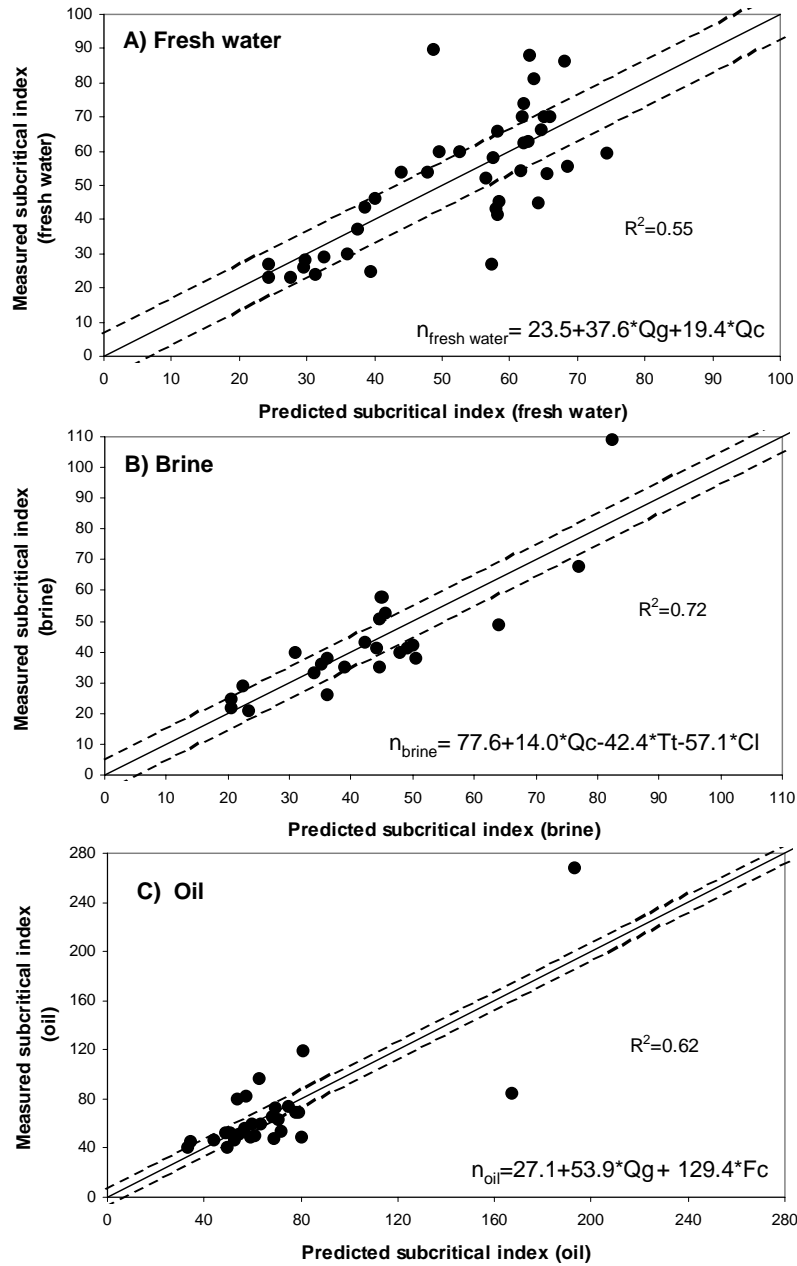 A) Fresh water
100
90
80
70
60
50
40
30
20
10
0
Measured subcritical index
(fresh water)
R²=0.55
n_fresh water= 23.5+37.6*Qg+19.4*Qc
0 10 20 30 40 50 60 70 80 90 100
Predicted subcritical index (fresh water)
B) Brine
110
100
90
80
70
60
50
40
30
20
10
0
Measured subcritical index
(brine)
R²=0.72
n_brine= 77.6+14.0*Qc-42.4*Tt-57.1*Cl
0 10 20 30 40 50 60 70 80 90 100 110
Predicted subcritical index (brine)
C) Oil
280
240
200
160
120
80
40
0
Measured subcritical index
(oil)
R²=0.62
n_oil=27.1+53.9*Qg+ 129.4*Fc
0 40 80 120 160 200 240 280
Predicted subcritical index (oil)